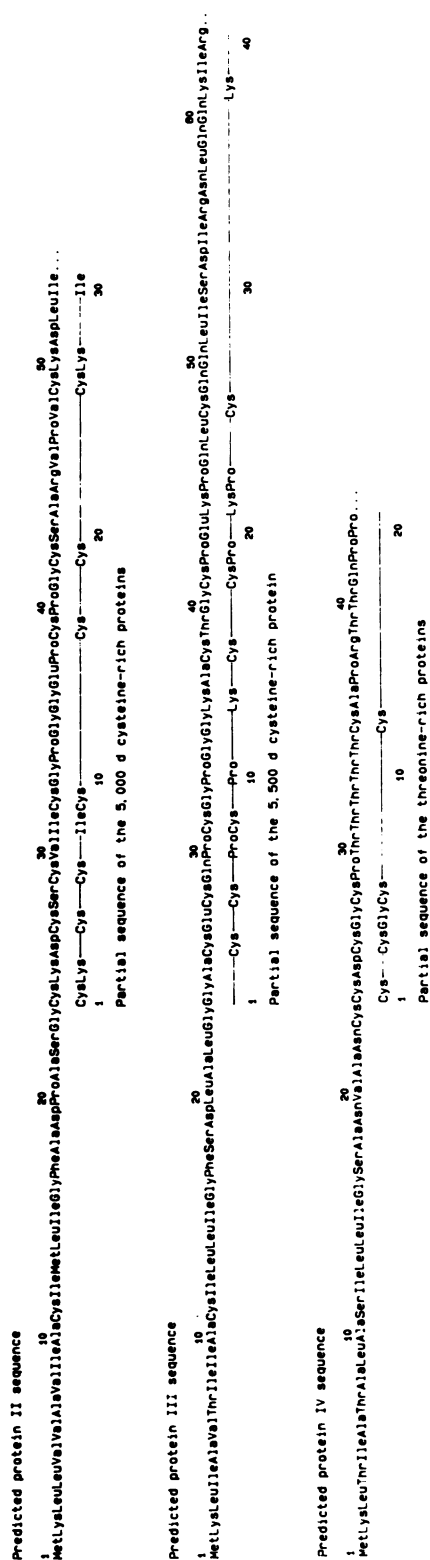 Predicted protein II sequence
1 10 20 30 40 50
MetLysLeuLeuValValAlaValIleAlaCysIleMetLeuIleGlyPheAlaAspProAlaSerGlyCysLysAspCysSerCysValIleCysGlyProGlyGlyGluProCysProGlyCysSerAlaArgValProValCysLysAspLeuIle...
CysLys----Cys----Cys----IleCys----------------Cys------Cys----------------CysLys------Ile
1 10 20 30
Partial sequence of the 5,000 d cysteine-rich proteins
Predicted protein III sequence
1 10 20 30 40 50 60
MetLysLeuIleAlaValThrIleIleAlaCysIleLeuLeuIleGlyPheSerAspLeuAlaLeuGlyGlyAlaCysGluCysGlnProCysGlyProGlyGlyLysAlaCysThrGlyCysProGluLysProGlnLeuCysGlnGlnLeuIleSerAspIleArgAsnLeuGlnGlnLysIleArg...
------Cys----Cys----ProCys----Pro------Lys----Cys------CysPro----LysPro------Cys------------------------------Lys------
1 10 20 30 40
Partial sequence of the 5,500 d cysteine-rich protein
Predicted protein IV sequence
1 10 20 30 40
MetLysLeuThrIleAlaThrAlaLeuAlaSerIleLeuLeuIleGlySerAlaAsnValAlaAsnCysCysAspCysGlyCysProThrThrThrThrThrThrCysAlaProArgThrThrGlnProPro...
Cys----CysGlyCys------------------Cys
1 10 20
Partial sequence of the threonine-rich proteins